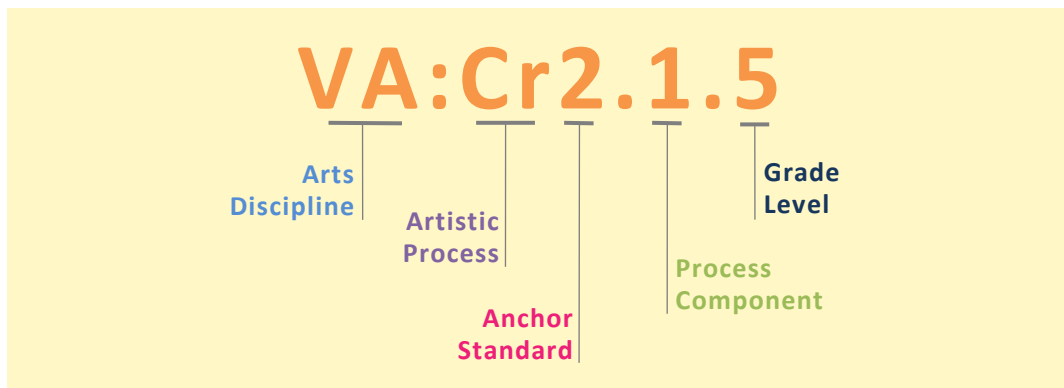 VA:Cr2.1.5
Arts
Discipline
Artistic
Process
Anchor
Standard
Process
Component
Grade
Level